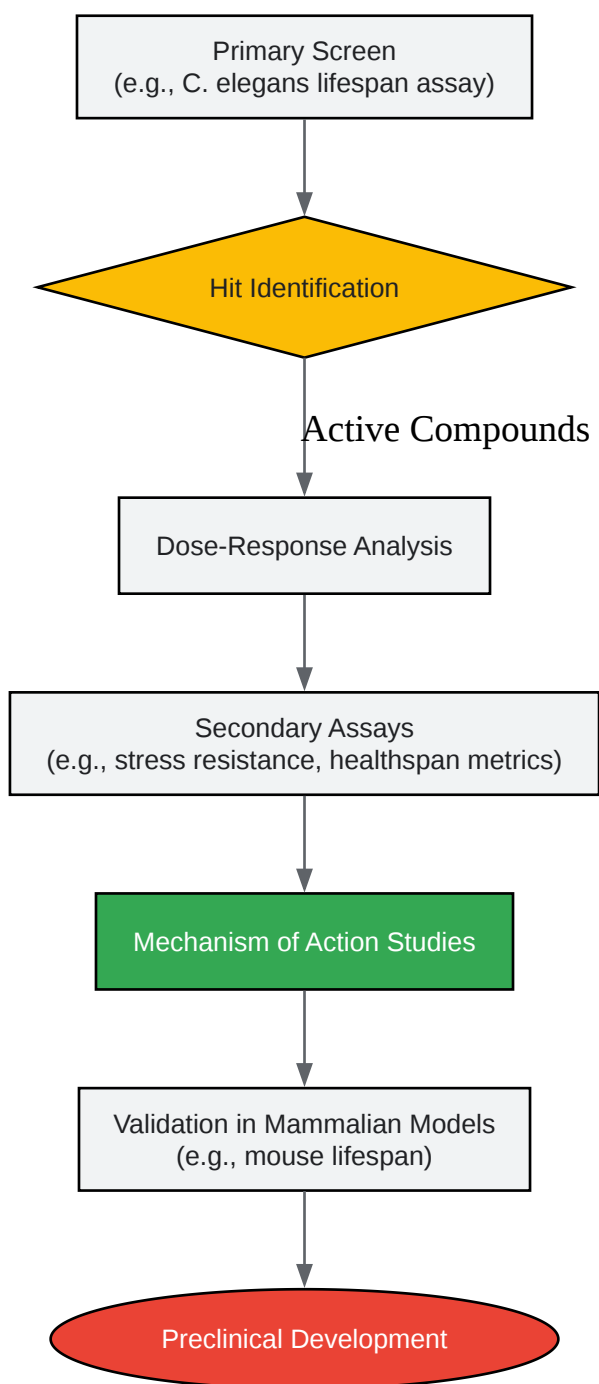 Primary Screen
(e.g., C. elegans lifespan assay)
Hit Identification
Active Compounds
Dose-Response Analysis
Secondary Assays
(e.g., stress resistance, healthspan metrics)
Mechanism of Action Studies
Validation in Mammalian Models
(e.g., mouse lifespan)
Preclinical Development